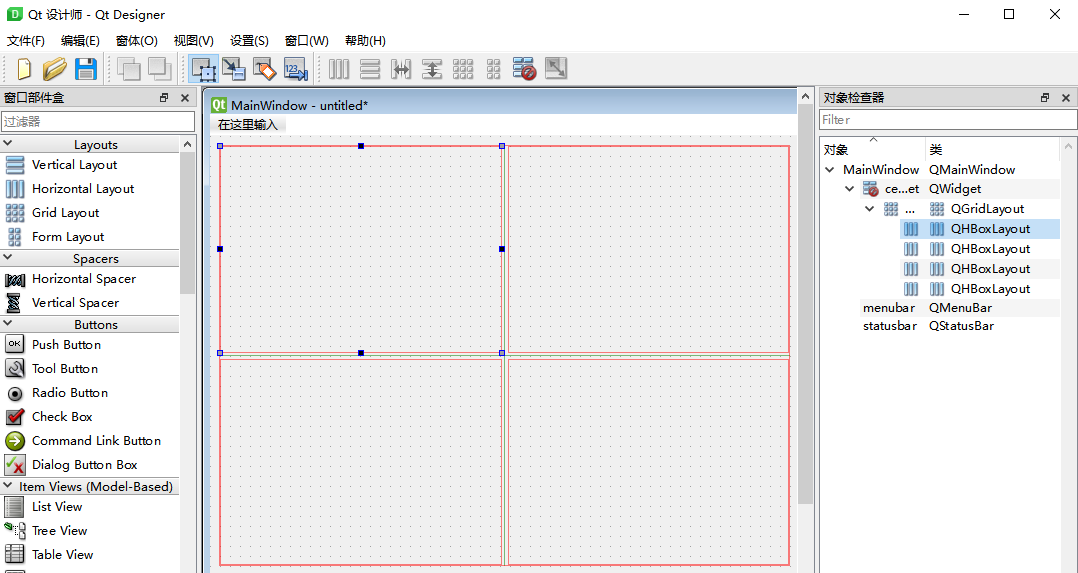 Qt 设计师 - Qt Designer
文件(F) 编辑(E) 窗体(O) 视图(V) 设置(S) 窗口(W) 帮助(H)
123
窗口部件盒
过滤器
Layouts
Vertical Layout
Horizontal Layout
Grid Layout
Form Layout
Spacers
Horizontal Spacer
Vertical Spacer
Buttons
OK Push Button
Tool Button
Radio Button
Check Box
Command Link Button
Dialog Button Box
Item Views (Model-Based)
List View
Tree View
Table View
Qt MainWindow - untitled*
在这里输入
对象检查器
Filter
对象 类
MainWindow QMainWindow
ce...et QWidget
... QGridLayout
QHBoxLayout
QHBoxLayout
QHBoxLayout
QHBoxLayout
menubar QMenuBar
statusbar QStatusBar